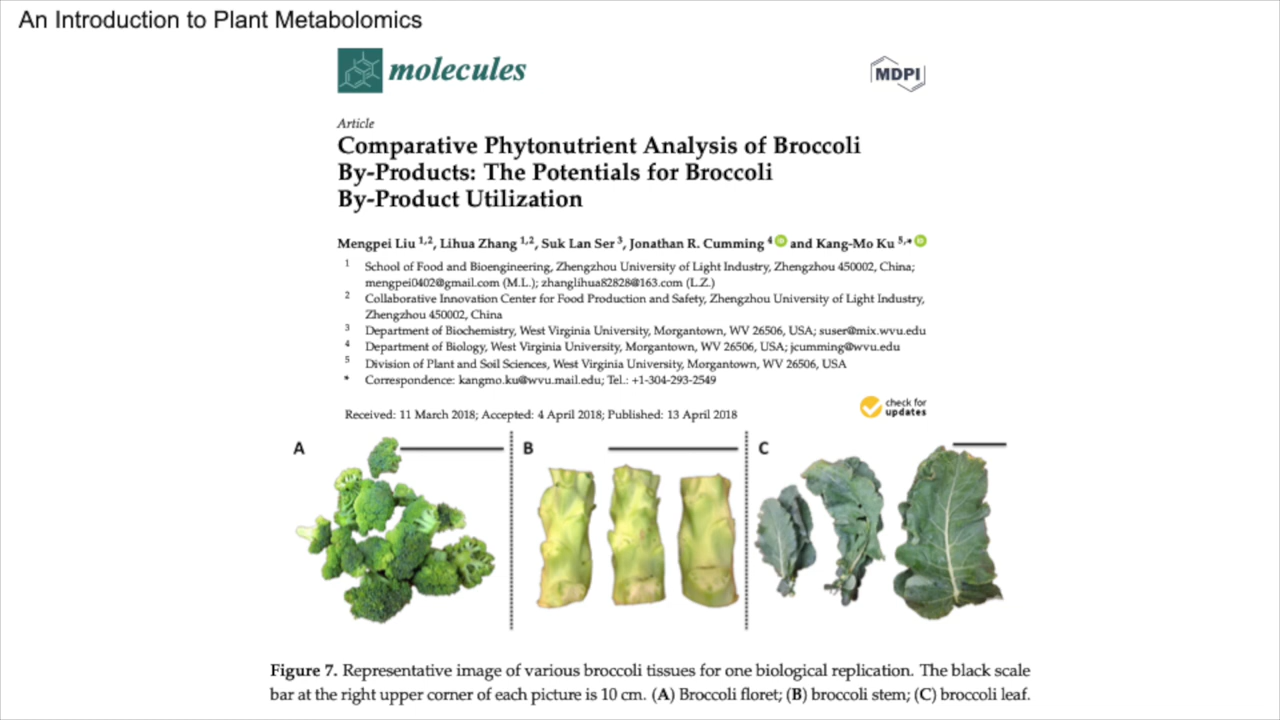 An Introduction to Plant Metabolomics
molecules
MDPI
Article
Comparative Phytonutrient Analysis of Broccoli
By-Products: The Potentials for Broccoli
By-Product Utilization
Mengpei Liu 1,2, Lihua Zhang 1,2, Suk Lan Ser 3, Jonathan R. Cumming 4 iD and Kang-Mo Ku 5,* iD
1 School of Food and Bioengineering, Zhengzhou University of Light Industry, Zhengzhou 450002, China;
mengpei0402@gmail.com (M.L.); zhanglihua82828@163.com (L.Z.)
2 Collaborative Innovation Center for Food Production and Safety, Zhengzhou University of Light Industry,
Zhengzhou 450002, China
3 Department of Biochemistry, West Virginia University, Morgantown, WV 26506, USA; suser@mix.wvu.edu
4 Department of Biology, West Virginia University, Morgantown, WV 26506, USA; jcumming@wvu.edu
5 Division of Plant and Soil Sciences, West Virginia University, Morgantown, WV 26506, USA
* Correspondence: kangmo.ku@wvu.mail.edu; Tel.: +1-304-293-2549
check for
updates
Received: 11 March 2018; Accepted: 4 April 2018; Published: 13 April 2018
A
B
C
Figure 7. Representative image of various broccoli tissues for one biological replication. The black scale
bar at the right upper corner of each picture is 10 cm. (A) Broccoli floret; (B) broccoli stem; (C) broccoli leaf.